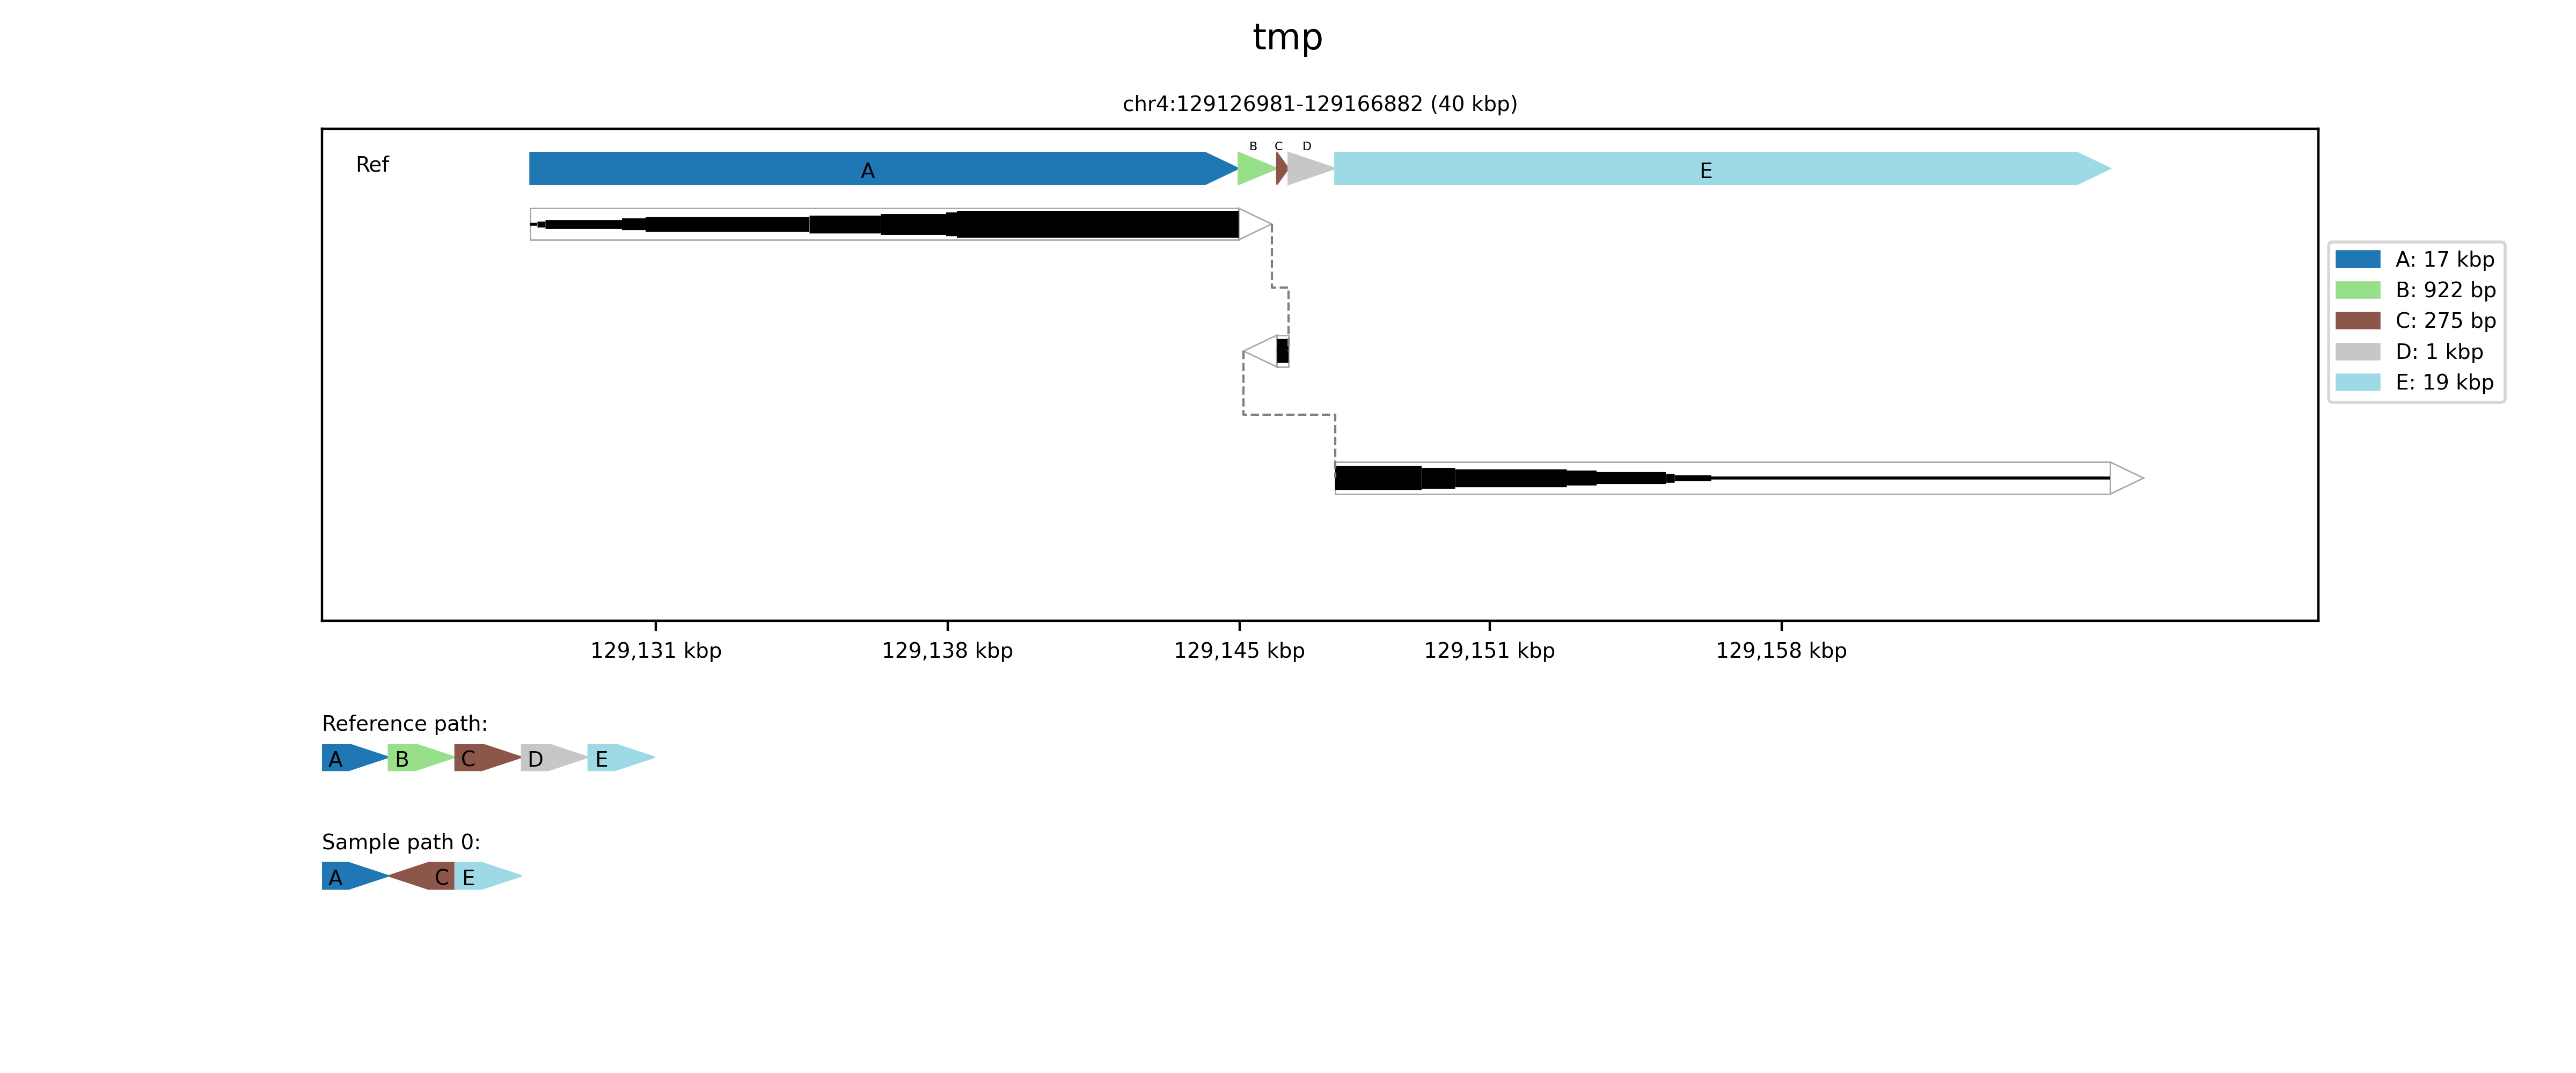 tmp
chr4:129126981-129166882 (40 kbp)
Ref
A
B
C
D
E
A: 17 kbp
B: 922 bp
C: 275 bp
D: 1 kbp
E: 19 kbp
129,131 kbp
129,138 kbp
129,145 kbp
129,151 kbp
129,158 kbp
Reference path:
A B C D E
Sample path 0:
A C E